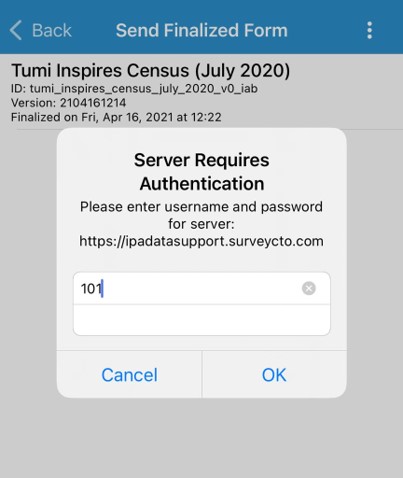 Back Send Finalized Form
Tumi Inspires Census (July 2020)
ID: tumi_inspires_census_july_2020_v0_iab
Version: 2104161214
Finalized on Fri, Apr 16, 2021 at 12:22
Server Requires
Authentication
Please enter username and password
for server:
https://ipadatasupport.surveycto.com
101
Cancel OK